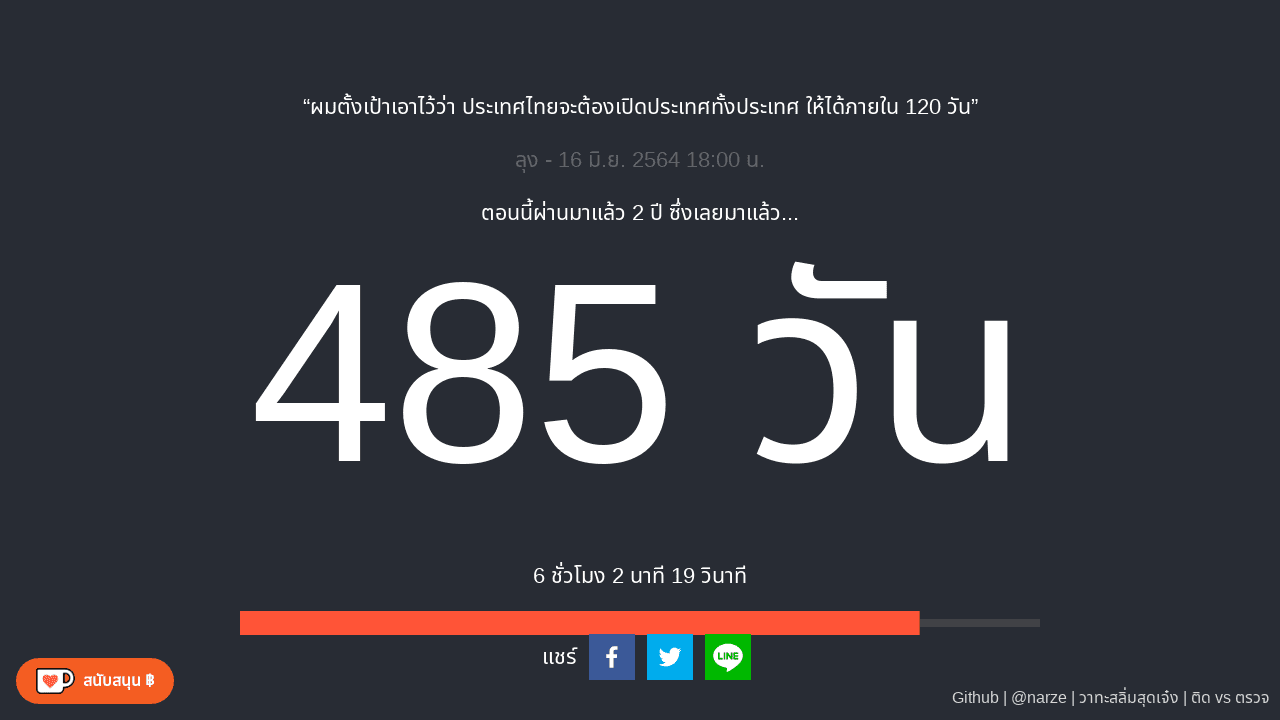 “ผมตั้งเป้าเอาไว้ว่า ประเทศไทยจะต้องเปิดประเทศทั้งประเทศ ให้ได้ภายใน 120 วัน”
ลุง - 16 มิ.ย. 2564 18:00 น.
ตอนนี้ผ่านมาแล้ว 2 ปี ซึ่งเลยมาแล้ว...
485 วัน
6 ชั่วโมง 2 นาที 19 วินาที
แชร์
LINE
สนับสนุน ฿
Github | @narze | วาทะสลิ่มสุดเจ๋ง | ติด vs ตรวจ